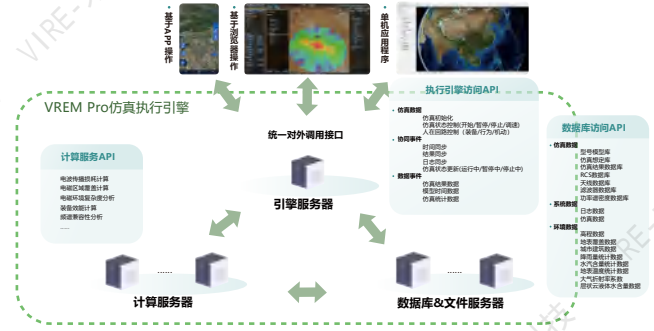 • 基于APP操作
• 基于浏览器操作
• 单机应用程序
VREM Pro仿真执行引擎
统一对外调用接口
引擎服务器
计算服务API
电波传播损耗计算
电磁区域覆盖计算
电磁环境复杂度分析
装备效能计算
频谱兼容性分析
......
执行引擎访问API
• 仿真数据
仿真初始化
仿真状态控制(开始/暂停/停止/调速)
人在回路控制（装备/行为/机动）
• 协同事件
时间同步
结果同步
日志同步
仿真状态更新(运行中/暂停中/停止中)
• 数据事件
仿真结果数据
模型时间数据
仿真统计数据
数据库访问API
• 仿真数据
型号模型库
仿真想定库
仿真结果数据库
RCS数据库
天线数据库
滤波器数据库
功率谱密度数据库
• 系统数据
日志数据
仿真数据
• 环境数据
高程数据
地表覆盖数据
城市建筑数据
降雨量统计数据
水汽含量统计数据
地表温度统计数据
大气折射率系数
层状云液体水含量数据
......
计算服务器
......
数据库&文件服务器